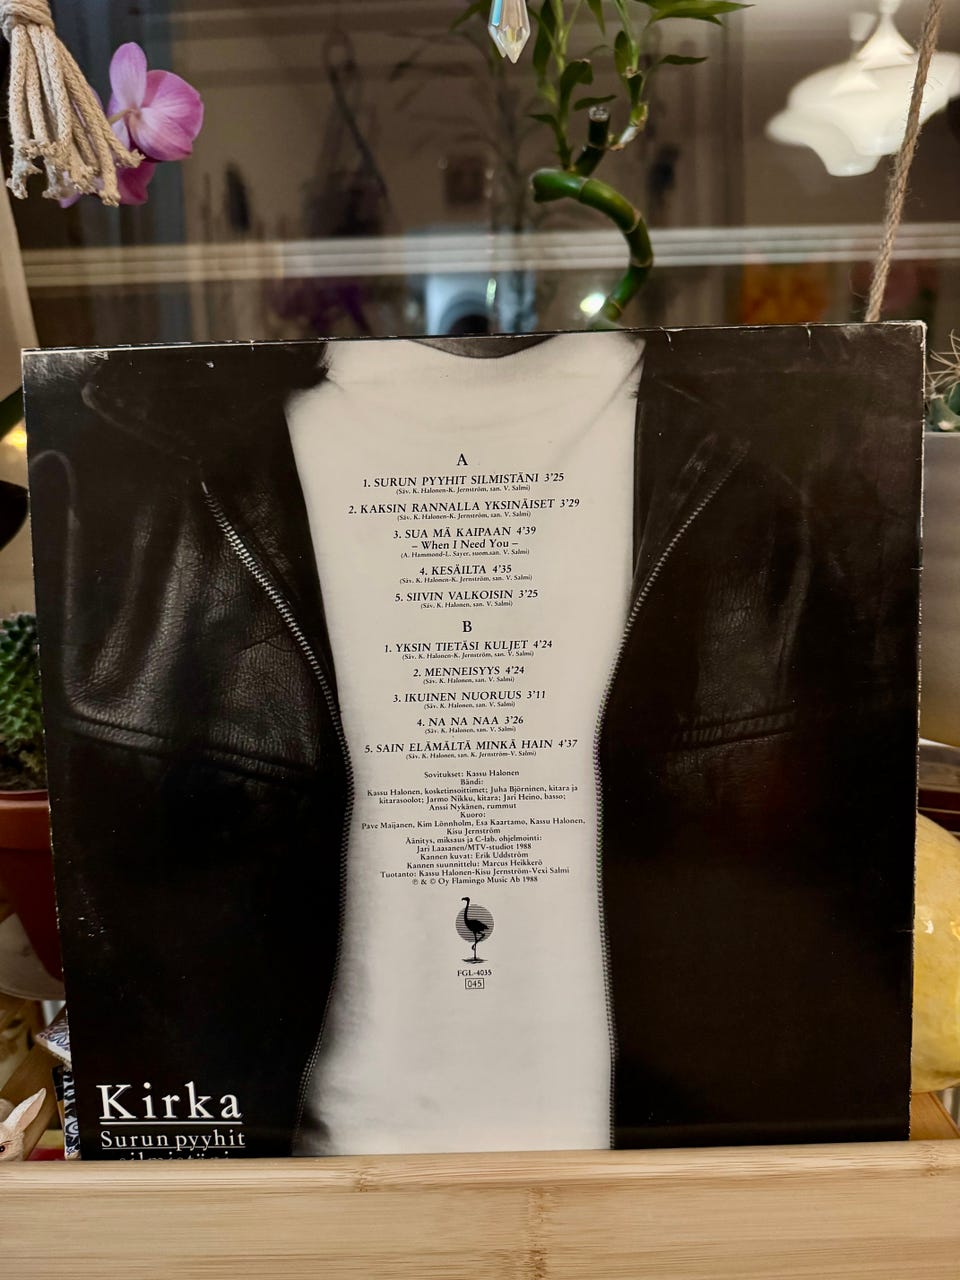 A
1. SURUN PYYHIT SILMISTÄNI 3'25
(Säv. K. Halonen-K. Jernström, san. V. Salmi)
2. KAKSIN RANNALLA YKSINÄISET 3'29
(Säv. K. Halonen-K. Jernström, san. V. Salmi)
3. SUA MÄ KAIPAAN 4'39
– When I Need You –
(A. Hammond-L. Sayer, suom.san. V. Salmi)
4. KESÄILTA 4'35
(Säv. K. Halonen-K. Jernström, san. V. Salmi)
5. SIIVIN VALKOISIN 3'25
(Säv. K. Halonen, san. V. Salmi)
B
1. YKSIN TIETÄSI KULJET 4'24
(Säv. K. Halonen-K. Jernström, san. V. Salmi)
2. MENNEISYYS 4'24
(Säv. K. Halonen, san. V. Salmi)
3. IKUINEN NUORUUS 3'11
(Säv. K. Halonen, san. V. Salmi)
4. NA NA NAA 3'26
(Säv. K. Halonen, san. V. Salmi)
5. SAIN ELÄMÄLTÄ MINKÄ HAIN 4'37
(Säv. K. Halonen, san. K. Jernström-V. Salmi)
Sovitukset: Kassu Halonen
Bändi:
Kassu Halonen, kosketinsoittimet; Juha Björninen, kitara ja
kitarasoolot; Jarmo Nikku, kitara; Jari Heino, basso;
Anssi Nykänen, rummut
Kuoro:
Pave Maijanen, Kim Lönnholm, Esa Kaartamo, Kassu Halonen,
Kisu Jernström
Äänitys, miksaus ja C-lab. ohjelmointi:
Jari Laasanen/MTV-studiot 1988
Kannen kuvat: Erik Uddström
Kannen suunnittelu: Marcus Heikkerö
Tuotanto: Kassu Halonen-Kisu Jernström-Vexi Salmi
℗ & © Oy Flamingo Music Ab 1988
FGL-4035
045
Kirka
Surun pyyhit
silmistäni